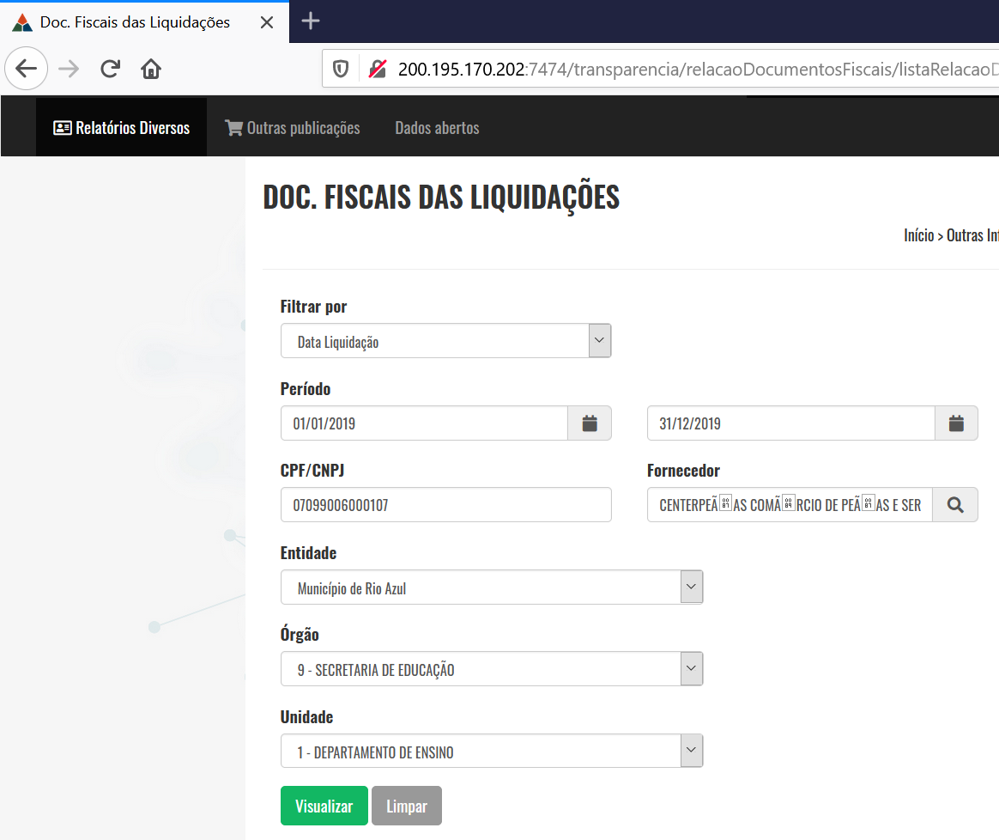 Doc. Fiscais das Liquidações
200.195.170.202:7474/transparencia/relacaoDocumentosFiscais/listaRelacaoD
Relatórios Diversos
Outras publicações
Dados abertos
DOC. FISCAIS DAS LIQUIDAÇÕES
Início > Outras Inf
Filtrar por
Data Liquidação
Período
01/01/2019
31/12/2019
CPF/CNPJ
Fornecedor
07099006000107
CENTERPEÃ‡AS COMÃ‰RCIO DE PEÃ‡AS E SER
Entidade
Município de Rio Azul
Órgão
9 - SECRETARIA DE EDUCAÇÃO
Unidade
1 - DEPARTAMENTO DE ENSINO
Visualizar
Limpar